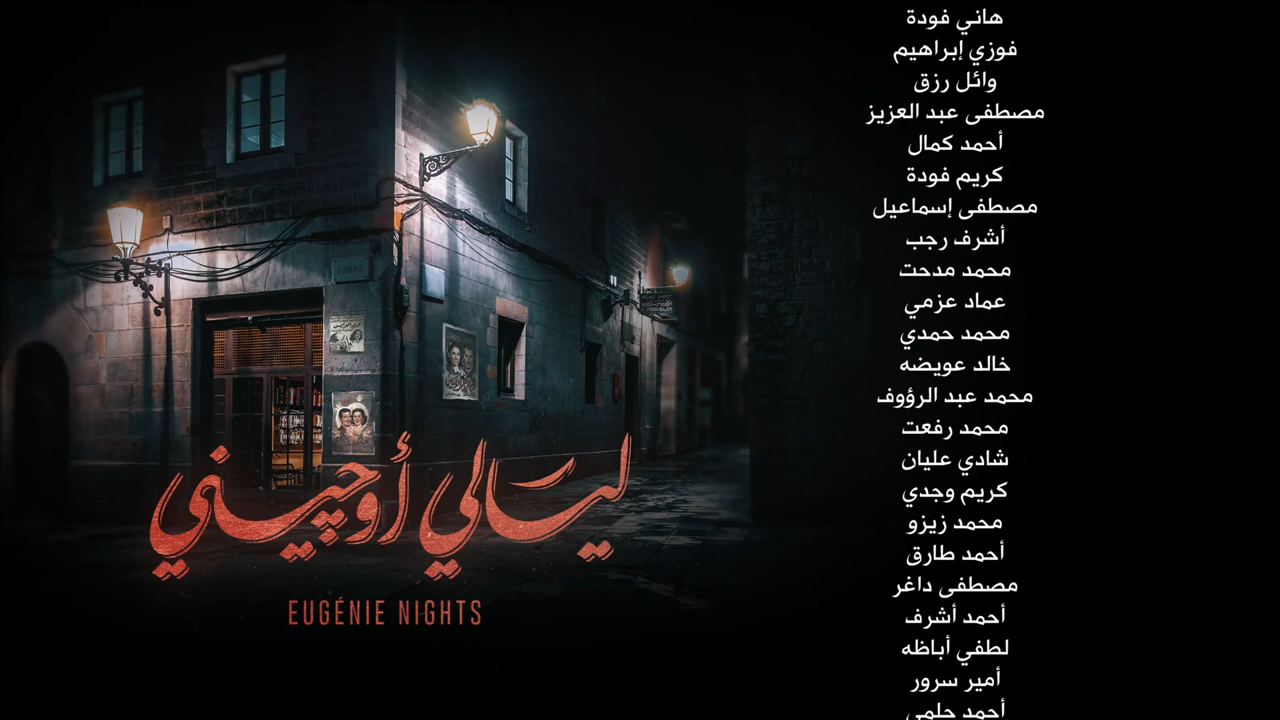 هاني فودة
فوزي إبراهيم
وائل رزق
مصطفى عبد العزيز
أحمد كمال
كريم فودة
مصطفى إسماعيل
أشرف رجب
محمد مدحت
عماد عزمي
محمد حمدي
خالد عويضه
محمد عبد الرؤوف
محمد رفعت
شادي عليان
كريم وجدي
محمد زيزو
أحمد طارق
مصطفى داغر
أحمد أشرف
لطفي أباظه
أمير سرور
أحمد حلمي
ليالي أوچيني
EUGÉNIE NIGHTS